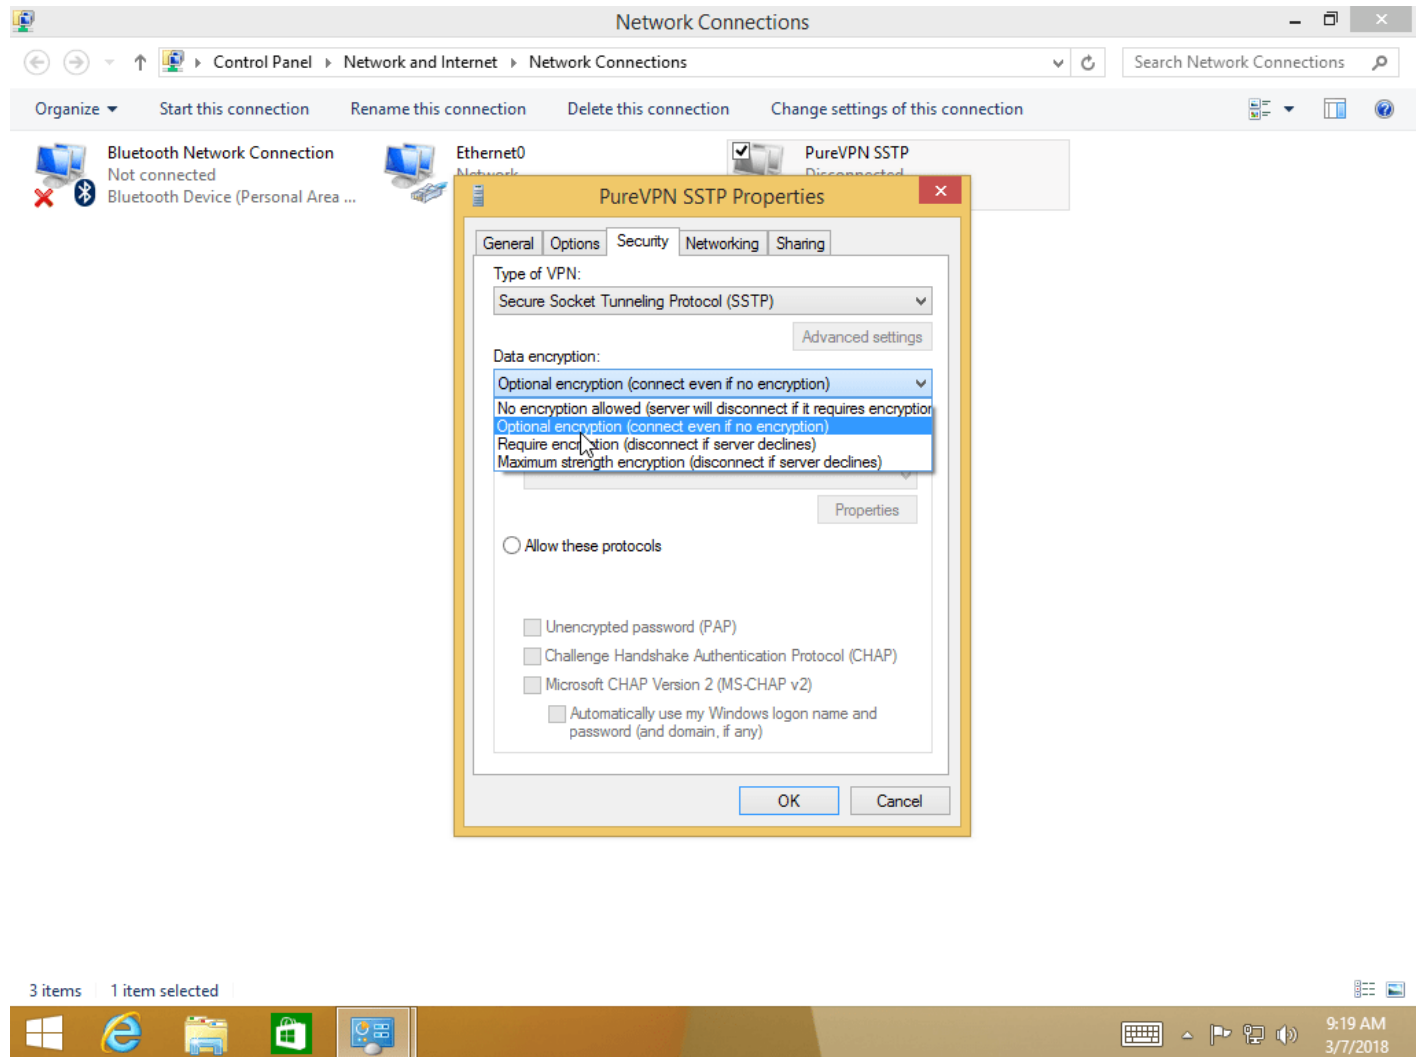 Network Connections
Control Panel Network and Internet Network Connections
Search Network Connections
Organize Start this connection Rename this connection Delete this connection Change settings of this connection
Bluetooth Network Connection
Not connected
Bluetooth Device (Personal Area ...
Ethernet0
Network
PureVPN SSTP
Disconnected
PureVPN SSTP Properties
General Options Security Networking Sharing
Type of VPN:
Secure Socket Tunneling Protocol (SSTP)
Advanced settings
Data encryption:
Optional encryption (connect even if no encryption)
No encryption allowed (server will disconnect if it requires encryption
Optional encryption (connect even if no encryption)
Require encryption (disconnect if server declines)
Maximum strength encryption (disconnect if server declines)
Properties
Allow these protocols
Unencrypted password (PAP)
Challenge Handshake Authentication Protocol (CHAP)
Microsoft CHAP Version 2 (MS-CHAP v2)
Automatically use my Windows logon name and
password (and domain, if any)
OK Cancel
3 items 1 item selected
9:19 AM
3/7/2018